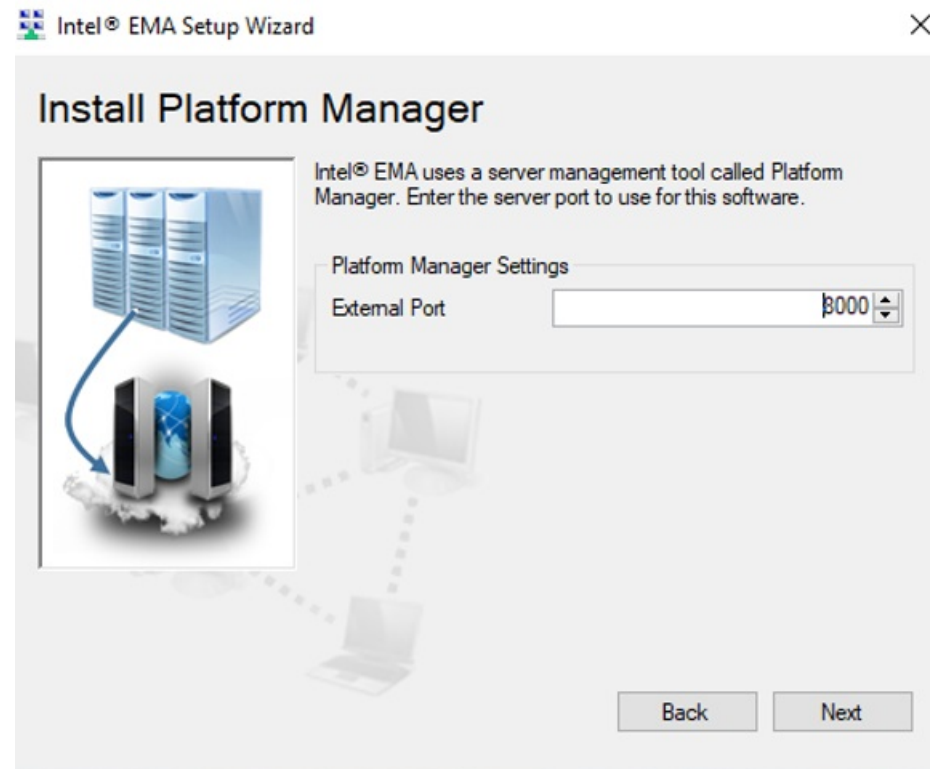 Intel® EMA Setup Wizard
Install Platform Manager
Intel® EMA uses a server management tool called Platform
Manager. Enter the server port to use for this software.
Platform Manager Settings
External Port
8000
Back
Next